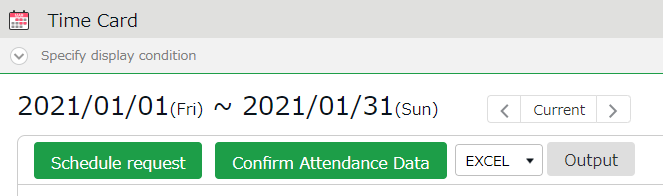 Time Card
Specify display condition
2021/01/01(Fri) ~ 2021/01/31(Sun) Current
Schedule request Confirm Attendance Data EXCEL Output